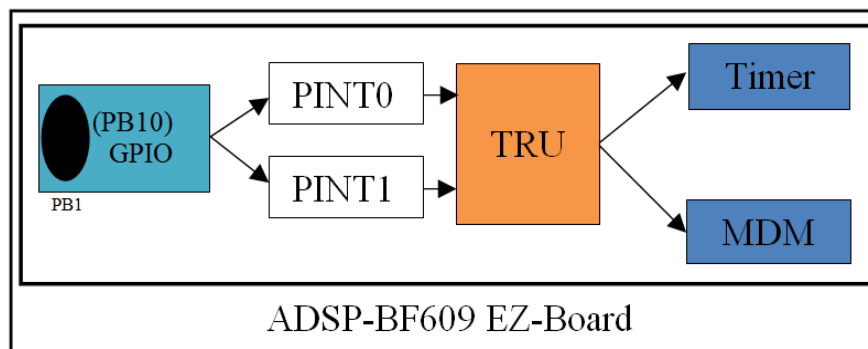 (PB10)
GPIO
PB1
PINT0
PINT1
TRU
Timer
MDM
ADSP-BF609 EZ-Board